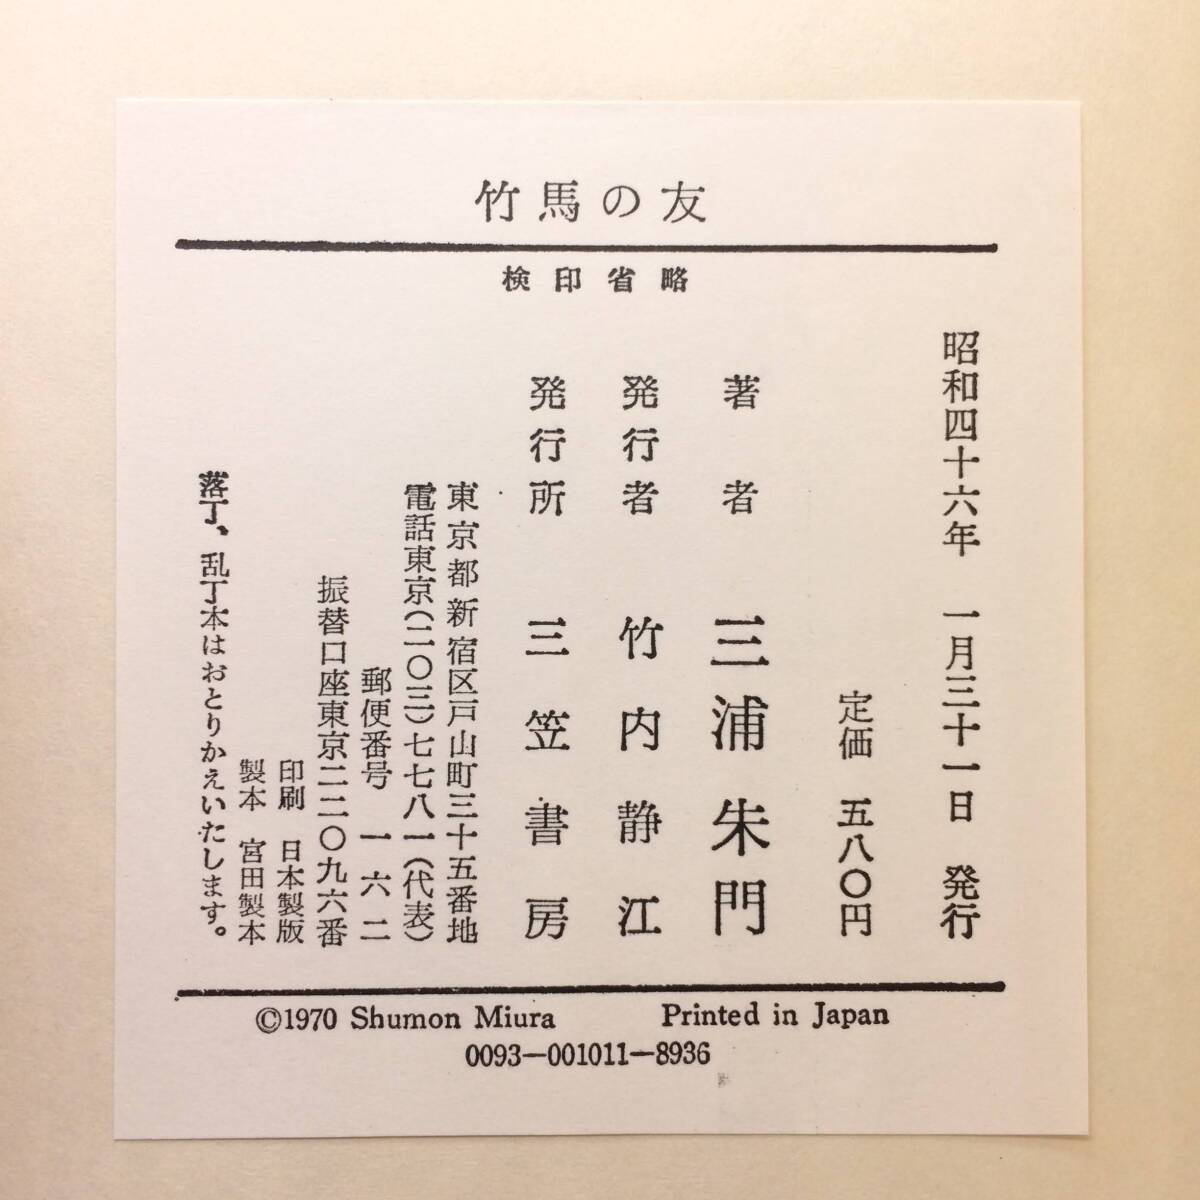 竹馬の友
検印省略
昭和四十六年 一月三十一日 発行
定価 五八〇円
著者 三浦朱門
発行者 竹内静江
発行所 三笠書房
東京都新宿区戸山町三十五番地
電話東京(二〇三)七七八一(代表)
郵便番号 一六二
振替口座東京二二〇九六番
印刷 日本製版
製本 宮田製本
落丁、乱丁本はおとりかえいたします。
©1970 Shumon Miura Printed in Japan
0093—001011—8936